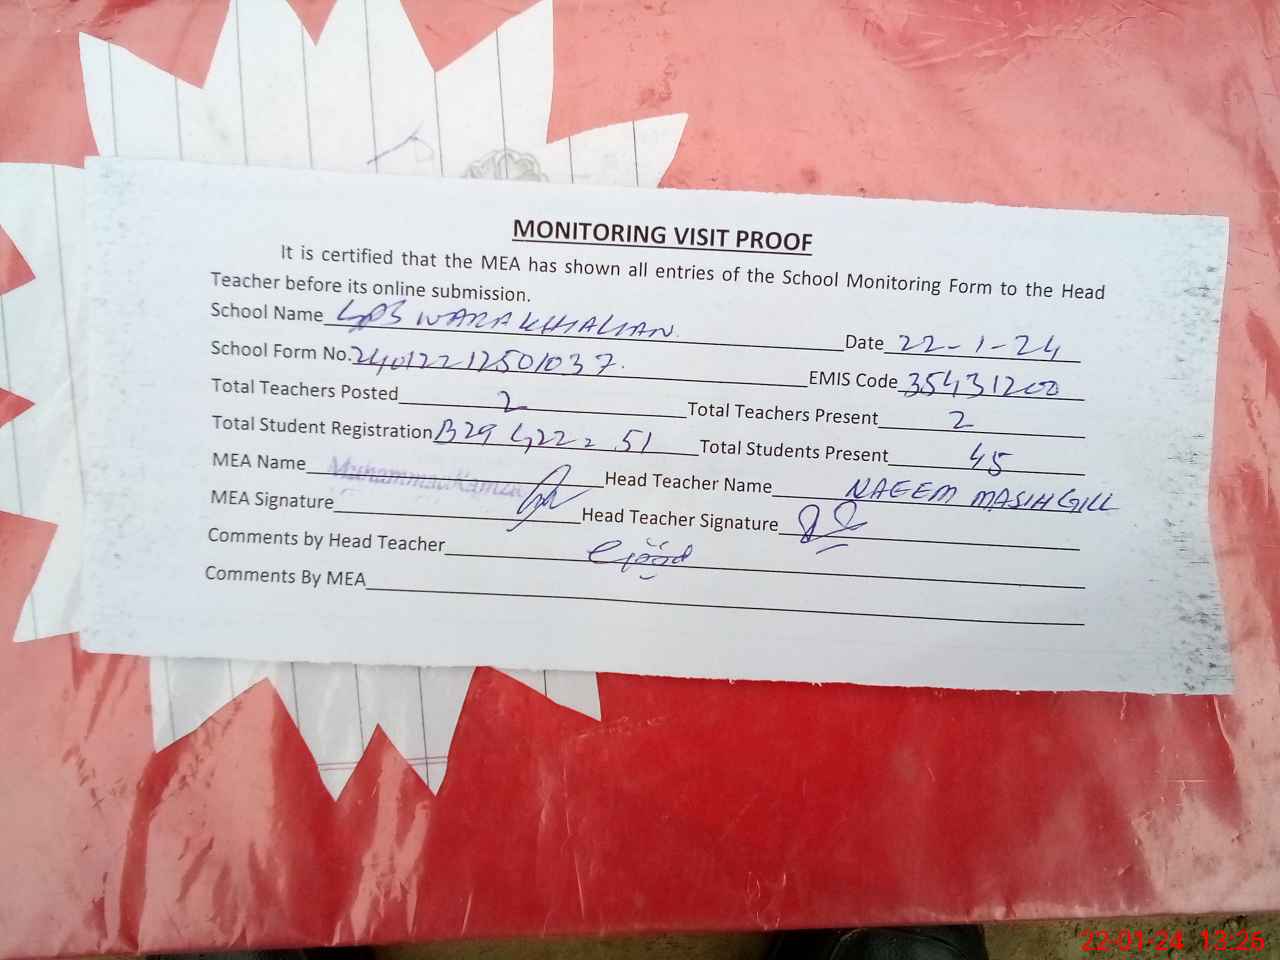 MONITORING VISIT PROOF
It is certified that the MEA has shown all entries of the School Monitoring Form to the Head
Teacher before its online submission.
School Name GPS WARA KHIALIAN. Date 22-1-24
School Form No. 24012212501037. EMIS Code 35431200
Total Teachers Posted 2 Total Teachers Present 2
Total Student Registration B29 G22 = 51 Total Students Present 45
MEA Name Muhammad Head Teacher Name NAEEM MASIH GILL
MEA Signature Head Teacher Signature
Comments by Head Teacher Good
Comments By MEA
22-01-24 12:26